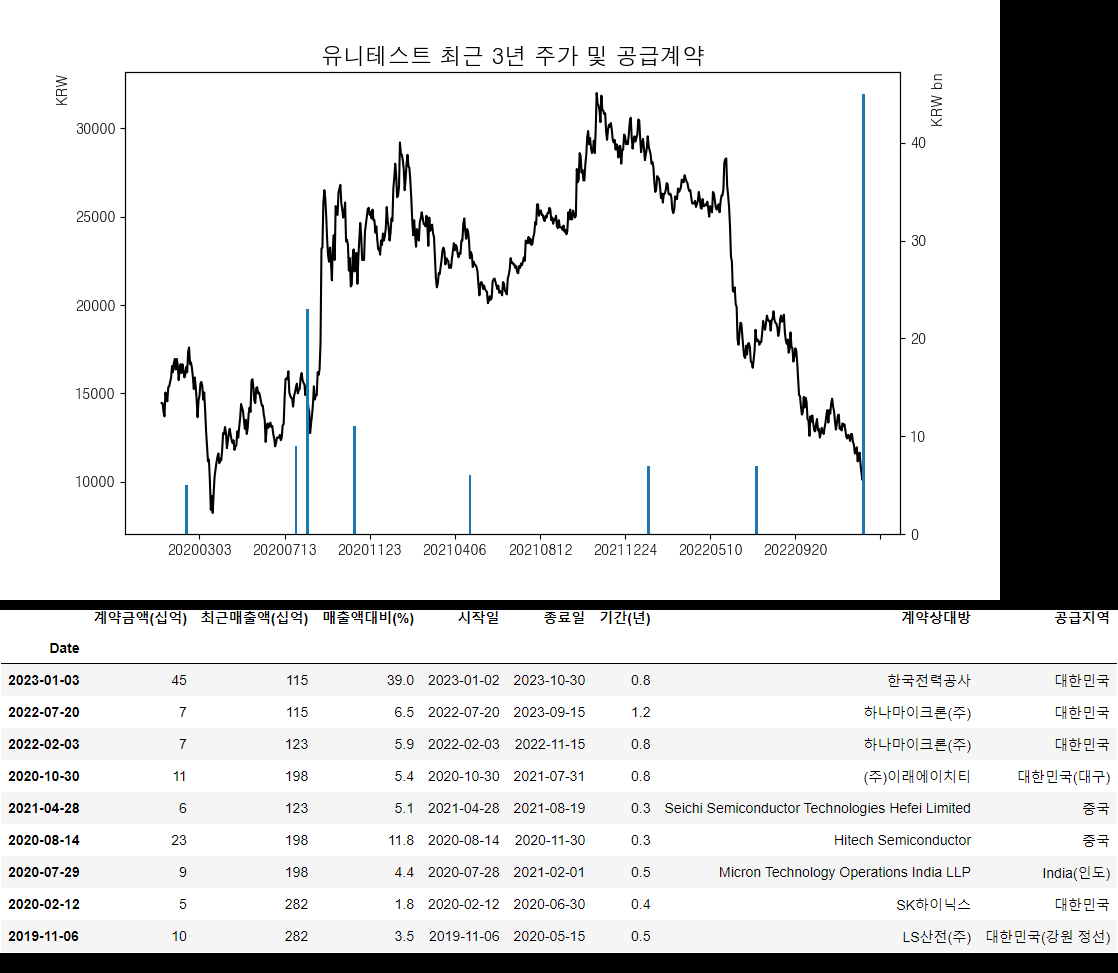 유니테스트 최근 3년 주가 및 공급계약
KRW
KRW bn
30000
25000
20000
15000
10000
40
30
20
10
0
20200303 20200713 20201123 20210406 20210812 20211224 20220510 20220920
계약금액(십억) 최근매출액(십억) 매출액대비(%) 시작일 종료일 기간(년) 계약상대방 공급지역
Date
2023-01-03 45 115 39.0 2023-01-02 2023-10-30 0.8 한국전력공사 대한민국
2022-07-20 7 115 6.5 2022-07-20 2023-09-15 1.2 하나마이크론(주) 대한민국
2022-02-03 7 123 5.9 2022-02-03 2022-11-15 0.8 하나마이크론(주) 대한민국
2020-10-30 11 198 5.4 2020-10-30 2021-07-31 0.8 (주)이래에이치티 대한민국(대구)
2021-04-28 6 123 5.1 2021-04-28 2021-08-19 0.3 Seichi Semiconductor Technologies Hefei Limited 중국
2020-08-14 23 198 11.8 2020-08-14 2020-11-30 0.3 Hitech Semiconductor 중국
2020-07-29 9 198 4.4 2020-07-28 2021-02-01 0.5 Micron Technology Operations India LLP India(인도)
2020-02-12 5 282 1.8 2020-02-12 2020-06-30 0.4 SK하이닉스 대한민국
2019-11-06 10 282 3.5 2019-11-06 2020-05-15 0.5 LS산전(주) 대한민국(강원 정선)